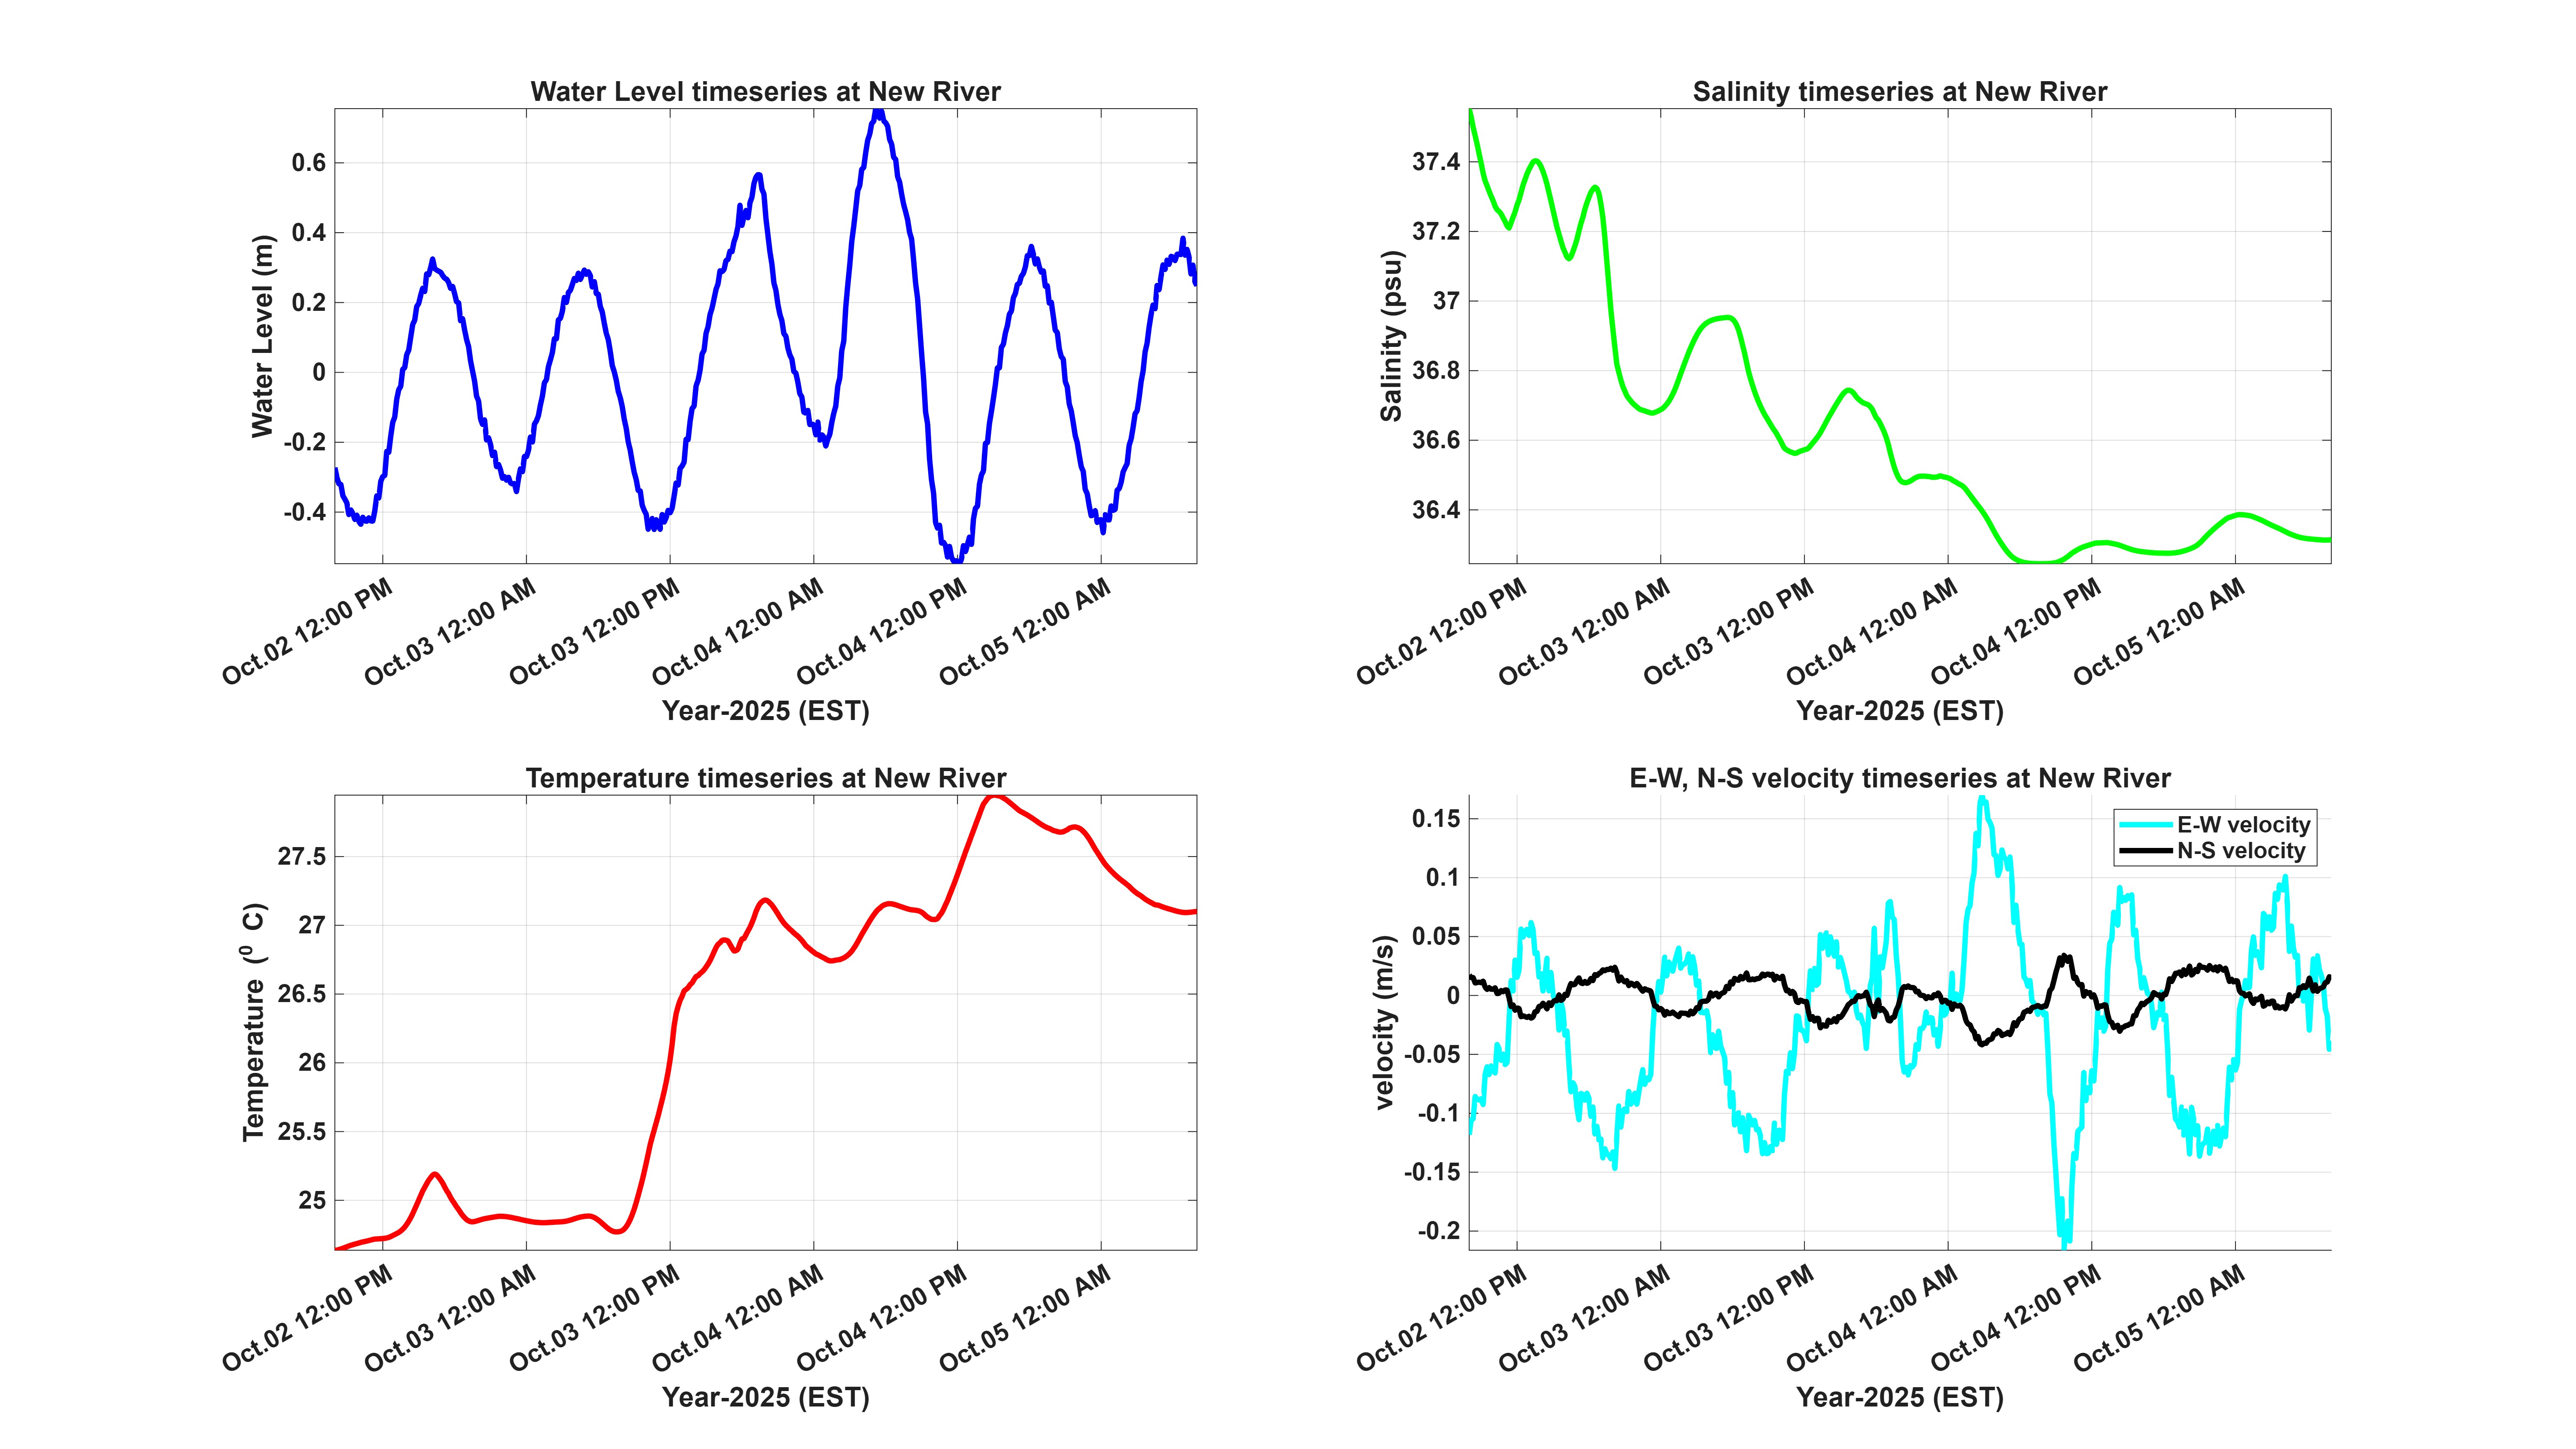 Water Level timeseries at New River
Water Level (m)
0.6
0.4
0.2
0
-0.2
-0.4
Oct.02 12:00 PM
Oct.03 12:00 AM
Oct.03 12:00 PM
Oct.04 12:00 AM
Oct.04 12:00 PM
Oct.05 12:00 AM
Year-2025 (EST)
Salinity timeseries at New River
Salinity (psu)
37.4
37.2
37
36.8
36.6
36.4
Oct.02 12:00 PM
Oct.03 12:00 AM
Oct.03 12:00 PM
Oct.04 12:00 AM
Oct.04 12:00 PM
Oct.05 12:00 AM
Year-2025 (EST)
Temperature timeseries at New River
Temperature (⁰ C)
27.5
27
26.5
26
25.5
25
Oct.02 12:00 PM
Oct.03 12:00 AM
Oct.03 12:00 PM
Oct.04 12:00 AM
Oct.04 12:00 PM
Oct.05 12:00 AM
Year-2025 (EST)
E-W, N-S velocity timeseries at New River
velocity (m/s)
0.15
0.1
0.05
0
-0.05
-0.1
-0.15
-0.2
E-W velocity
N-S velocity
Oct.02 12:00 PM
Oct.03 12:00 AM
Oct.03 12:00 PM
Oct.04 12:00 AM
Oct.04 12:00 PM
Oct.05 12:00 AM
Year-2025 (EST)